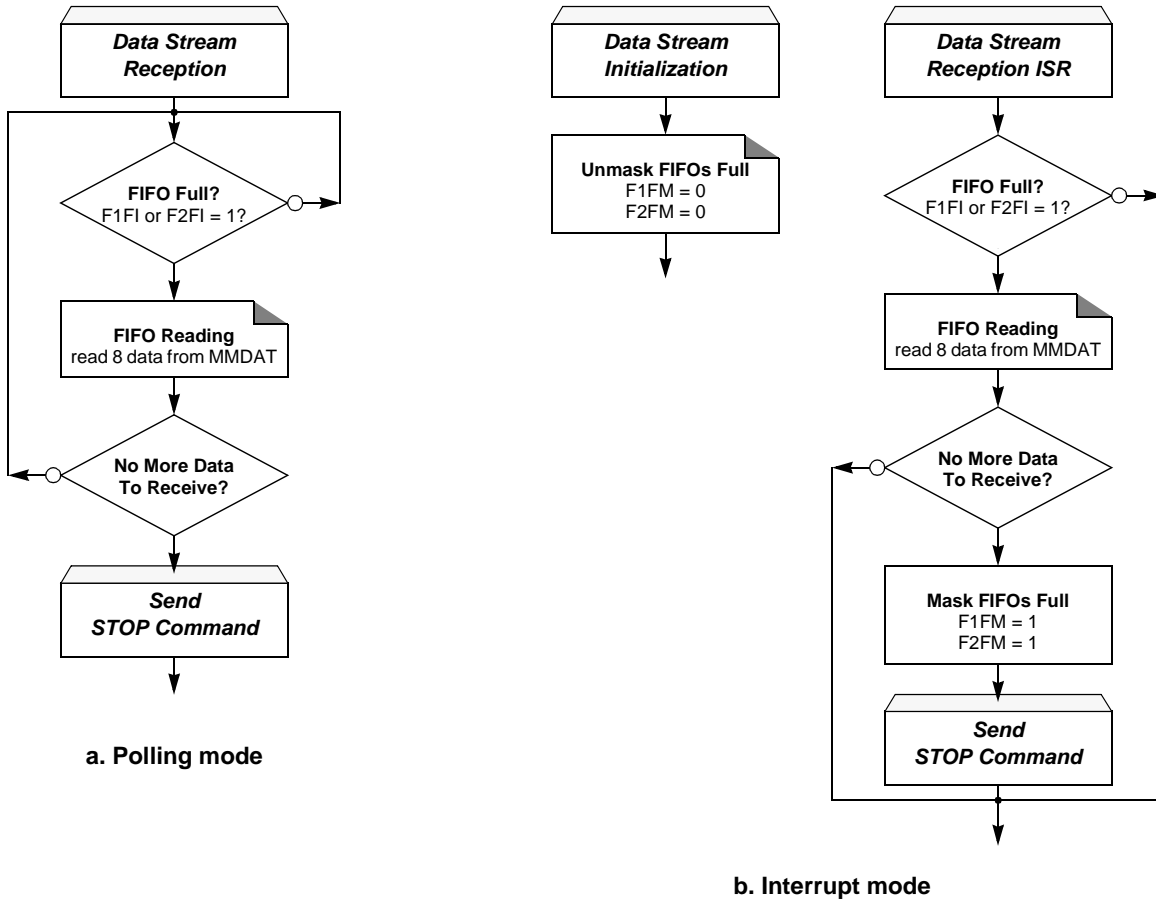 Data Stream
Reception
FIFO Full?
F1FI or F2FI = 1?
FIFO Reading
read 8 data from MMDAT
No More Data
To Receive?
Send
STOP Command
a. Polling mode
Data Stream
Initialization
Unmask FIFOs Full
F1FM = 0
F2FM = 0
Data Stream
Reception ISR
FIFO Full?
F1FI or F2FI = 1?
FIFO Reading
read 8 data from MMDAT
No More Data
To Receive?
Mask FIFOs Full
F1FM = 1
F2FM = 1
Send
STOP Command
b. Interrupt mode